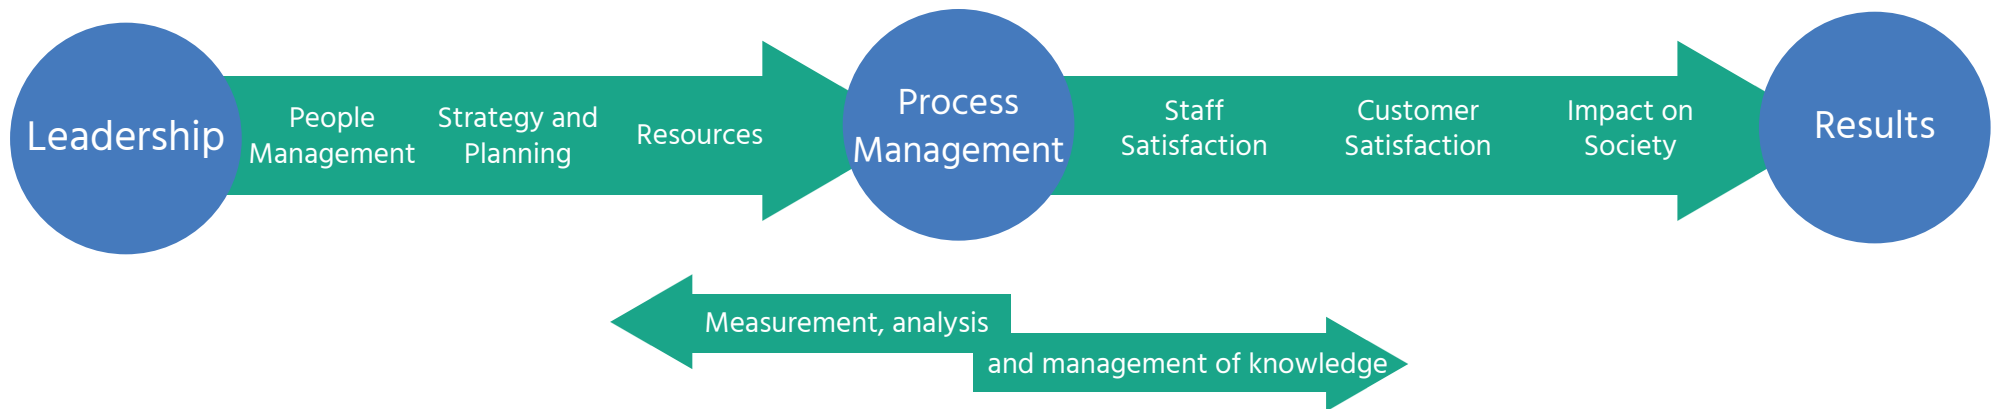 Leadership
People
Management
Strategy and
Planning
Resources
Process
Management
Staff
Satisfaction
Customer
Satisfaction
Impact on
Society
Results
Measurement, analysis
and management of knowledge